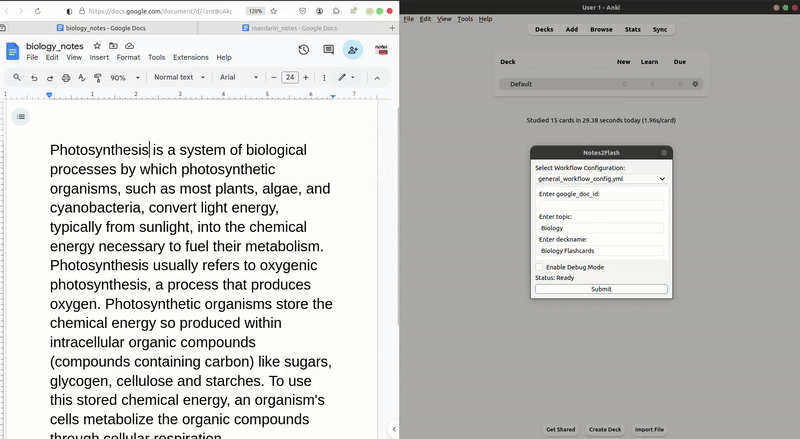 https://docs.google.com/document/d/1zntBcAkj
120%
biology_notes - Google Docs
mandarin_notes - Google Docs
biology_notes
File Edit View Insert Format Tools Extensions Help
90% Normal text Arial 24
1 2 3 4 5 6 7
Photosynthesis is a system of biological
processes by which photosynthetic
organisms, such as most plants, algae, and
cyanobacteria, convert light energy,
typically from sunlight, into the chemical
energy necessary to fuel their metabolism.
Photosynthesis usually refers to oxygenic
photosynthesis, a process that produces
oxygen. Photosynthetic organisms store the
chemical energy so produced within
intracellular organic compounds
(compounds containing carbon) like sugars,
glycogen, cellulose and starches. To use
this stored chemical energy, an organism's
cells metabolize the organic compounds
through cellular respiration.
User 1 - Anki
File Edit View Tools Help
Decks Add Browse Stats Sync
Deck New Learn Due
Default 0 0 0
Studied 15 cards in 29.38 seconds today (1.96s/card)
Notes2Flash
Select Workflow Configuration:
general_workflow_config.yml
Enter google_doc_id:
Enter topic:
Biology
Enter deckname:
Biology Flashcards
Enable Debug Mode
Status: Ready
Submit
Get Shared Create Deck Import File